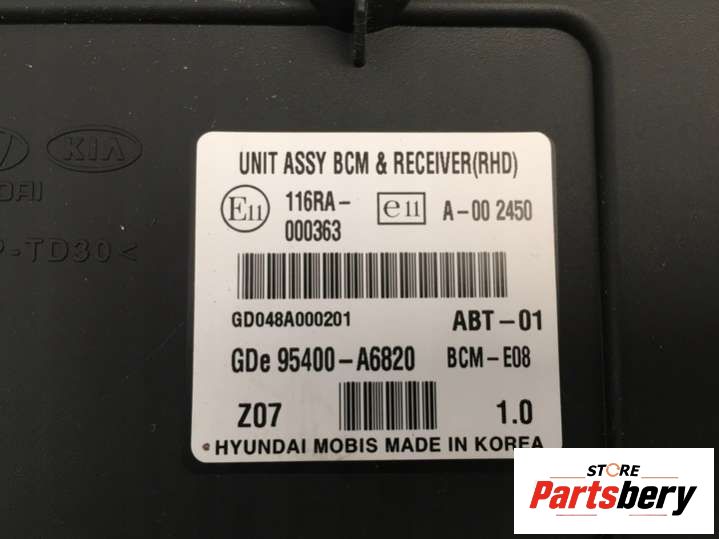 KIA
DAI
-TD30<
UNIT ASSY BCM & RECEIVER(RHD)
E11 116RA-
000363
e11 A-00 2450
GD048A000201 ABT-01
GDe 95400-A6820 BCM-E08
Z07 1.0
HYUNDAI MOBIS MADE IN KOREA
STORE
Partsbery